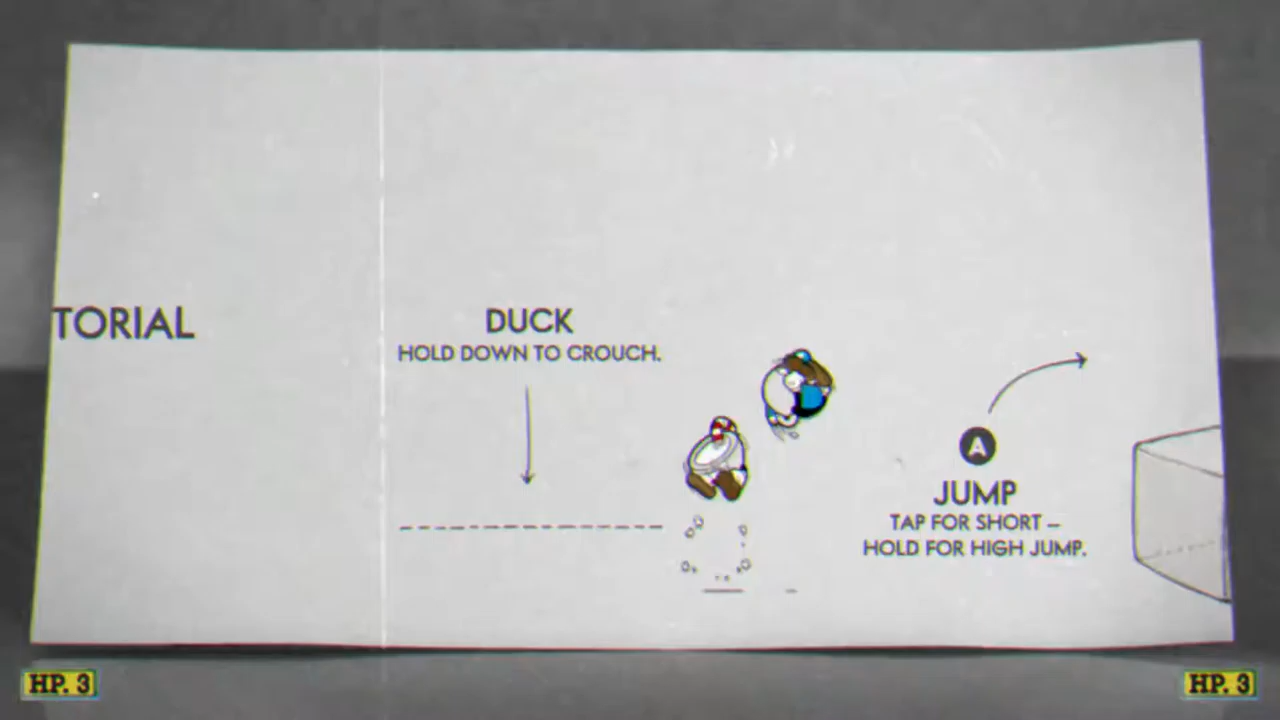 TORIAL
DUCK
HOLD DOWN TO CROUCH.
A
JUMP
TAP FOR SHORT –
HOLD FOR HIGH JUMP.
HP. 3
HP. 3